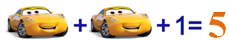 + + 1 = 5